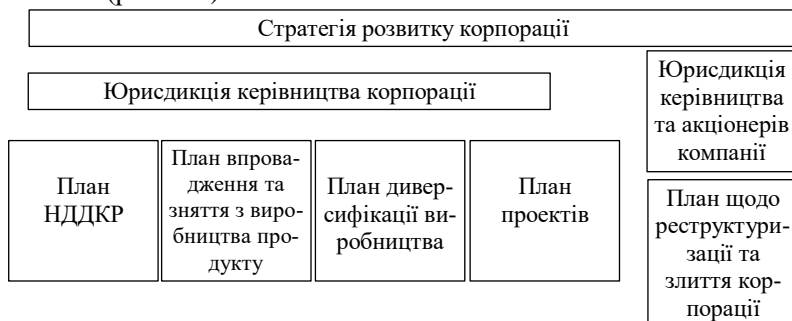 Стратегія розвитку корпорації
Юрисдикція керівництва корпорації
Юрисдикція
керівництва
та акціонерів
компанії
План
НДДКР
План впрова-
дження та
зняття з виро-
бництва про-
дукту
План дивер-
сифікації ви-
робництва
План
проектів
План щодо
реструктури-
зації та
злиття кор-
порації